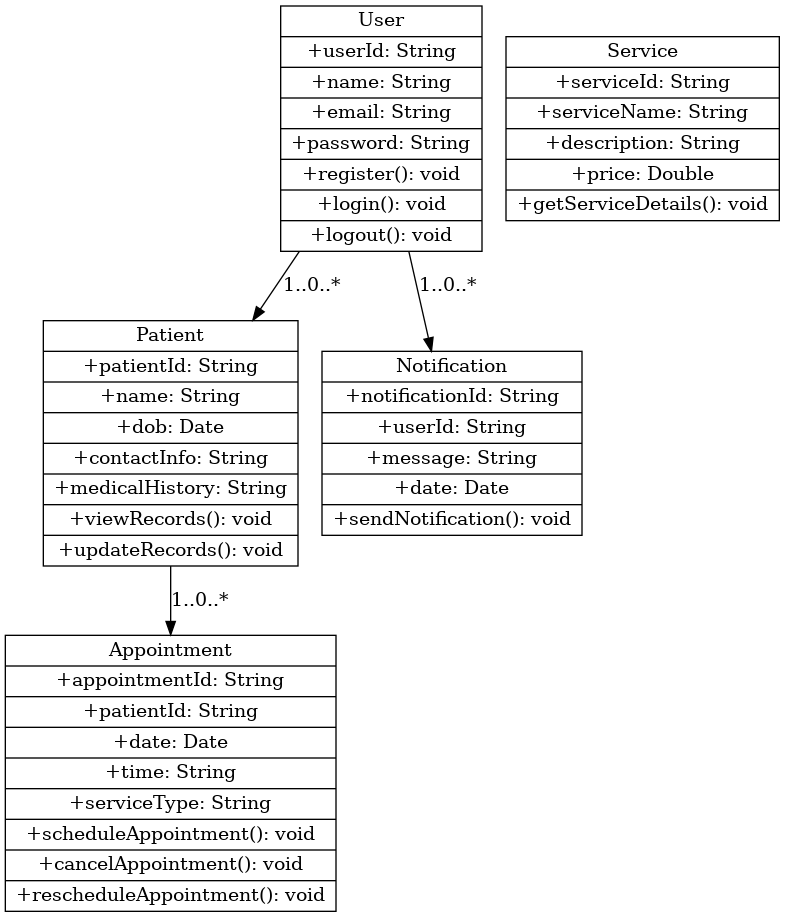 User
+userId: String
+name: String
+email: String
+password: String
+register(): void
+login(): void
+logout(): void
Service
+serviceId: String
+serviceName: String
+description: String
+price: Double
+getServiceDetails(): void
1..0..*
1..0..*
Patient
+patientId: String
+name: String
+dob: Date
+contactInfo: String
+medicalHistory: String
+viewRecords(): void
+updateRecords(): void
Notification
+notificationId: String
+userId: String
+message: String
+date: Date
+sendNotification(): void
1..0..*
Appointment
+appointmentId: String
+patientId: String
+date: Date
+time: String
+serviceType: String
+scheduleAppointment(): void
+cancelAppointment(): void
+rescheduleAppointment(): void